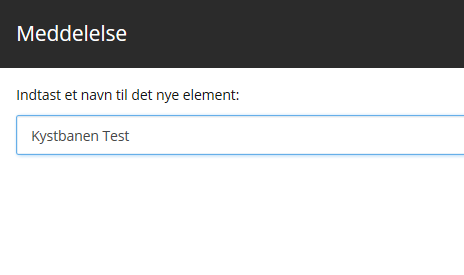 Meddelelse
Indtast et navn til det nye element:
Kystbanen Test